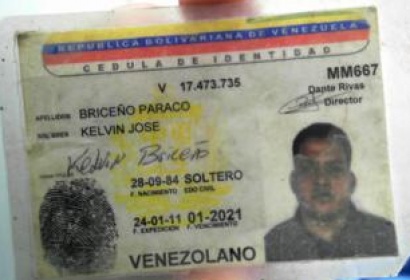 REPUBLICA BOLIVARIANA DE VENEZUELA
CEDULA DE IDENTIDAD
V 17.473.735
MM667
Dante Rivas
Director
APELLIDOS BRICEÑO PARACO
NOMBRES KELVIN JOSE
Kelvin Briceño
28-09-84 SOLTERO
F. NACIMIENTO EDO CIVIL
24-01-11 01-2021
F. EXPEDICION F. VENCIMIENTO
VENEZOLANO